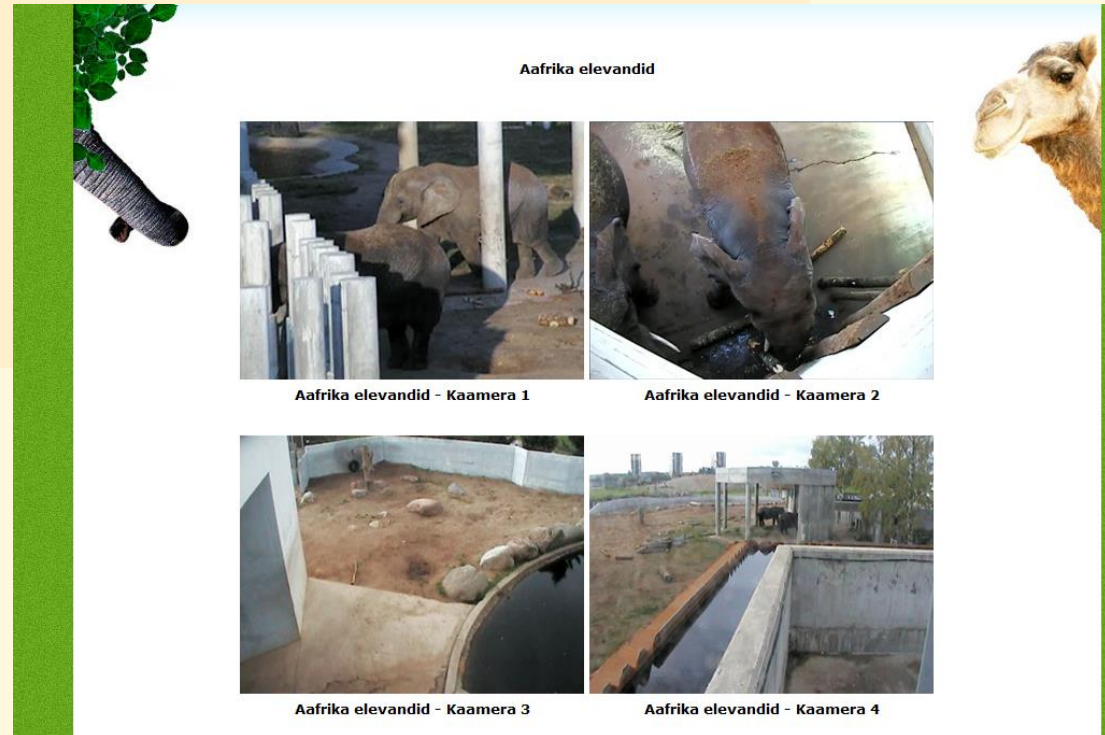 Aafrika elevandid
Aafrika elevandid - Kaamera 1
Aafrika elevandid - Kaamera 2
Aafrika elevandid - Kaamera 3
Aafrika elevandid - Kaamera 4